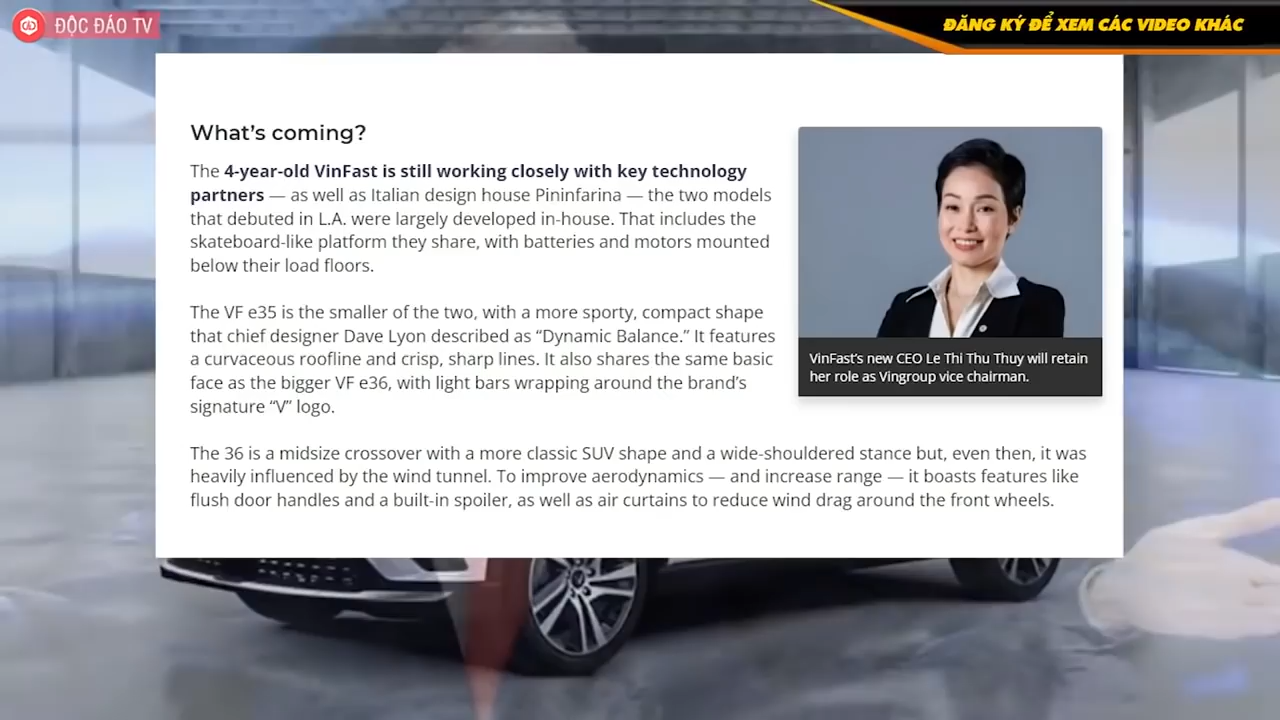 ĐỘC ĐÁO TV
ĐĂNG KÝ ĐỂ XEM CÁC VIDEO KHÁC
What’s coming?
The 4-year-old VinFast is still working closely with key technology
partners — as well as Italian design house Pininfarina — the two models
that debuted in L.A. were largely developed in-house. That includes the
skateboard-like platform they share, with batteries and motors mounted
below their load floors.
The VF e35 is the smaller of the two, with a more sporty, compact shape
that chief designer Dave Lyon described as “Dynamic Balance.” It features
a curvaceous roofline and crisp, sharp lines. It also shares the same basic
face as the bigger VF e36, with light bars wrapping around the brand’s
signature “V” logo.
VinFast’s new CEO Le Thi Thu Thuy will retain
her role as Vingroup vice chairman.
The 36 is a midsize crossover with a more classic SUV shape and a wide-shouldered stance but, even then, it was
heavily influenced by the wind tunnel. To improve aerodynamics — and increase range — it boasts features like
flush door handles and a built-in spoiler, as well as air curtains to reduce wind drag around the front wheels.